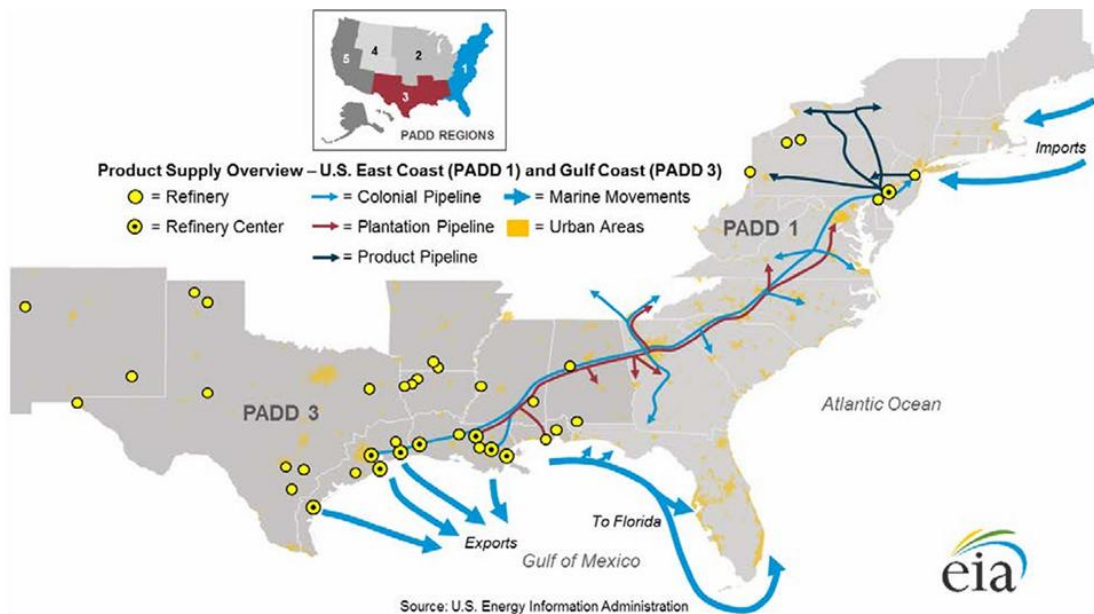 5
4
2
1
3
PADD REGIONS
Product Supply Overview – U.S. East Coast (PADD 1) and Gulf Coast (PADD 3)
= Refinery
= Colonial Pipeline
= Marine Movements
= Refinery Center
= Plantation Pipeline
= Urban Areas
= Product Pipeline
Imports
PADD 1
PADD 3
Atlantic Ocean
To Florida
Exports
Gulf of Mexico
eia
Source: U.S. Energy Information Administration